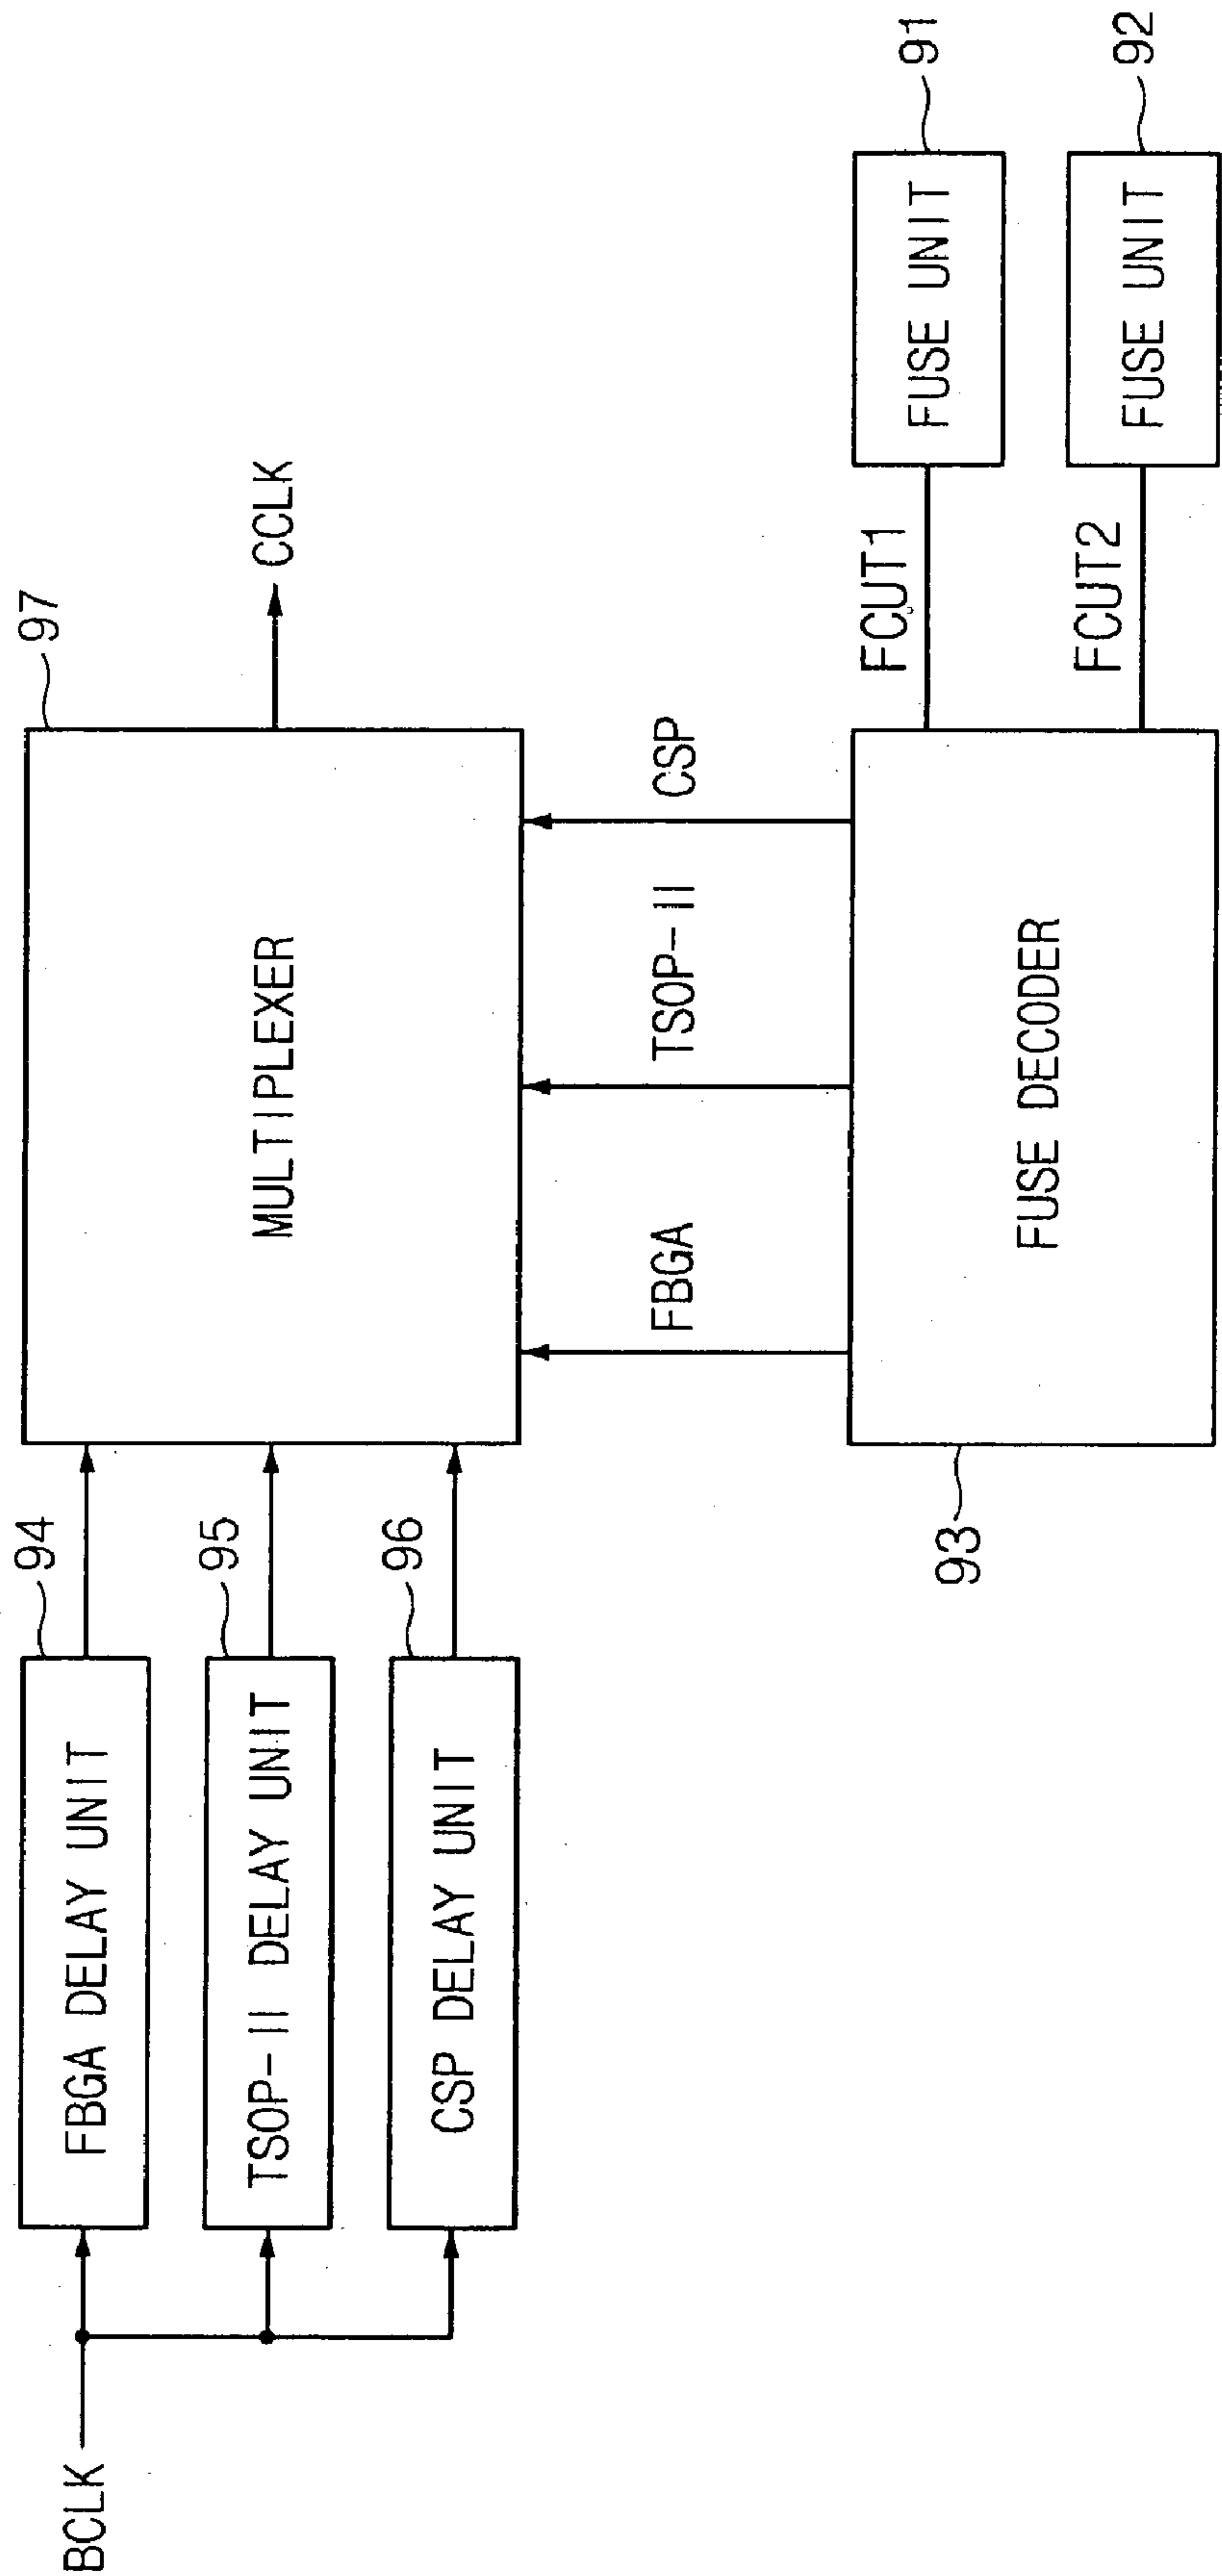 BCLK
FBGA DELAY UNIT
94
TSOP-II DELAY UNIT
95
CSP DELAY UNIT
96
MULTIPLEXER
97
CCLK
FBGA
TSOP-II
CSP
FUSE DECODER
93
FCUT1
FUSE UNIT
91
FCUT2
FUSE UNIT
92